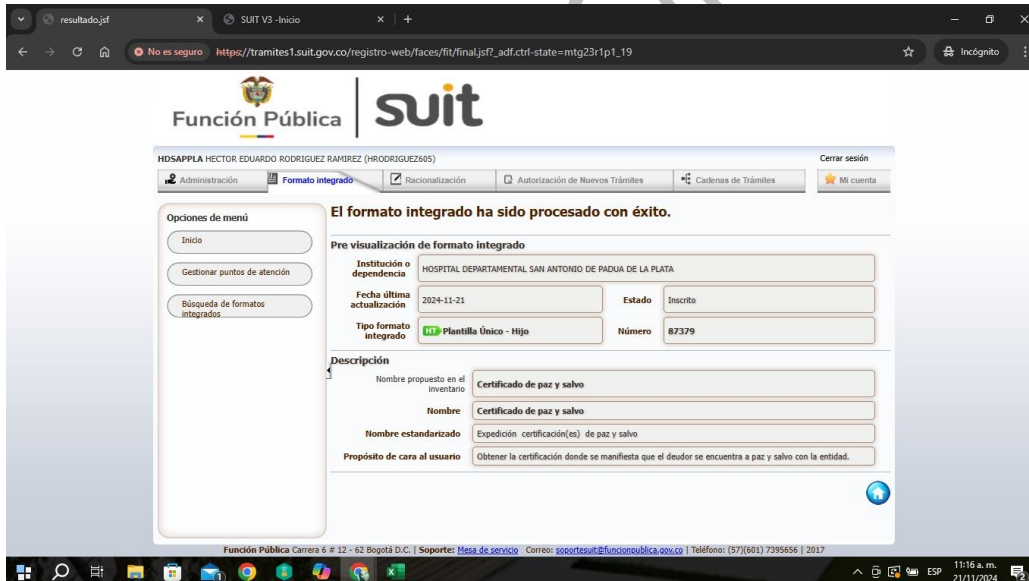 resultado.jsf
SUIT V3 -Inicio
No es seguro https://tramites1.suit.gov.co/registro-web/faces/fit/final.jsf?_adf.ctrl-state=mtg23r1p1_19
Incógnito
Función Pública
suit
HDSAPPLA HECTOR EDUARDO RODRIGUEZ RAMIREZ (HRODRIGUEZ605)
Cerrar sesión
Administración
Formato integrado
Racionalización
Autorización de Nuevos Trámites
Cadenas de Trámites
Mi cuenta
Opciones de menú
Inicio
Gestionar puntos de atención
Búsqueda de formatos
integrados
El formato integrado ha sido procesado con éxito.
Pre visualización de formato integrado
Institución o
dependencia
HOSPITAL DEPARTAMENTAL SAN ANTONIO DE PADUA DE LA PLATA
Fecha última
actualización
2024-11-21
Estado
Inscrito
Tipo formato
integrado
HT Plantilla Único - Hijo
Número
87379
Descripción
Nombre propuesto en el
inventario
Certificado de paz y salvo
Nombre
Certificado de paz y salvo
Nombre estandarizado
Expedición certificación(es) de paz y salvo
Propósito de cara al usuario
Obtener la certificación donde se manifiesta que el deudor se encuentra a paz y salvo con la entidad.
Función Pública Carrera 6 # 12 - 62 Bogotá D.C. | Soporte: Mesa de servicio Correo: soportesuit@funcionpublica.gov.co | Teléfono: (57)(601) 7395656 | 2017
ESP
11:16 a. m.
21/11/2024